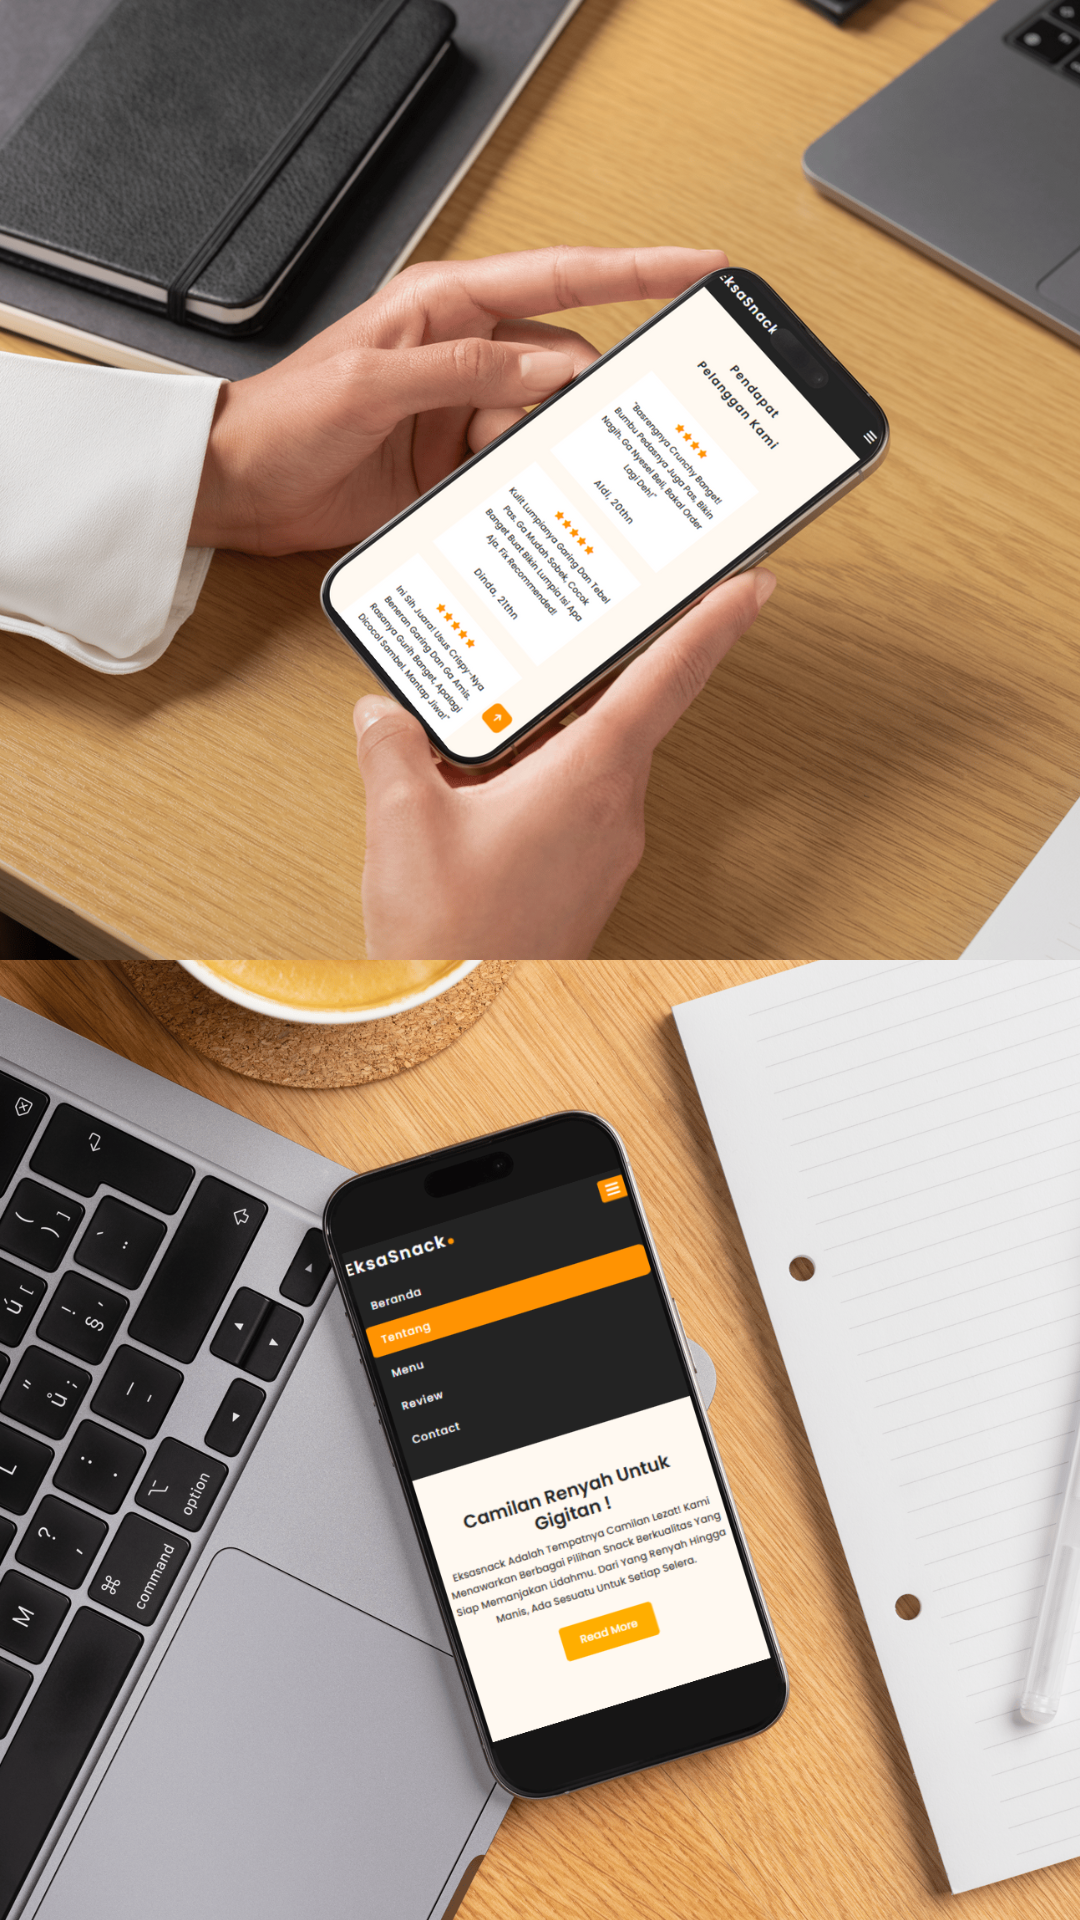 EksaSnack
Pendapat
Pelanggan Kami
"Basrengnya Crunchy Banget!
Bumbu Pedasnya Juga Pas, Bikin
Nagih. Ga Nyesel Beli, Bakal Order
Lagi Deh!"
Aldi, 20thn
Kulit Lumpianya Garing Dan Tebel
Pas. Ga Mudah Sobek, Cocok
Banget Buat Bikin Lumpia Isi Apa
Aja. Fix Recommended!
Dinda, 21thn
Ini Sih Juara! Usus Crispy-Nya
Beneran Garing Dan Ga Amis.
Rasanya Gurih Banget, Apalagi
Dicocol Sambel. Mantap Jiwa!"
EksaSnack
Beranda
Tentang
Menu
Review
Contact
Camilan Renyah Untuk
Gigitan !
Eksasnack Adalah Tempatnya Camilan Lezat! Kami
Menawarkan Berbagai Pilihan Snack Berkualitas Yang
Siap Memanjakan Lidahmu. Dari Yang Renyah Hingga
Manis, Ada Sesuatu Untuk Setiap Selera.
Read More
option
command
M